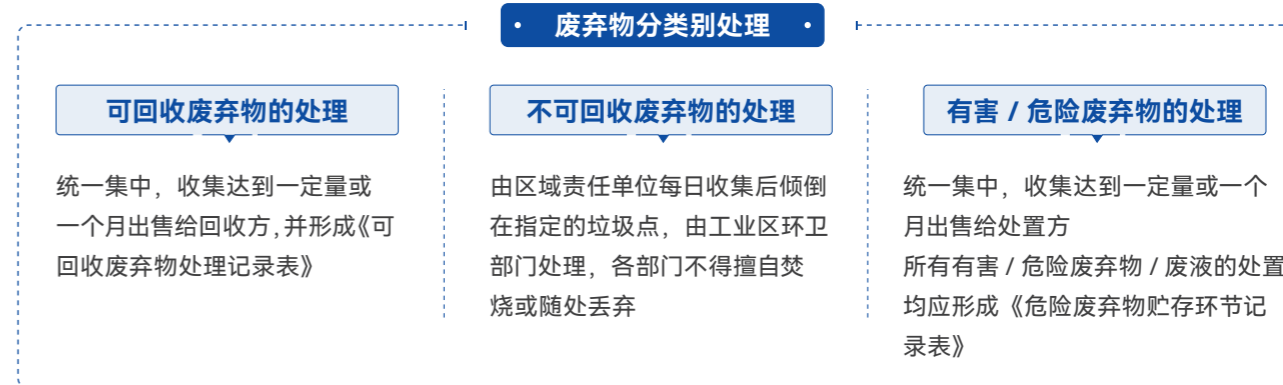 废弃物分类别处理
可回收废弃物的处理
统一集中，收集达到一定量或
一个月出售给回收方，并形成《可
回收废弃物处理记录表》
不可回收废弃物的处理
由区域责任单位每日收集后倾倒
在指定的垃圾点，由工业区环卫
部门处理，各部门不得擅自焚
烧或随处丢弃
有害 / 危险废弃物的处理
统一集中，收集达到一定量或一个
月出售给处置方
所有有害 / 危险废弃物 / 废液的处置
均应形成《危险废弃物贮存环节记
录表》